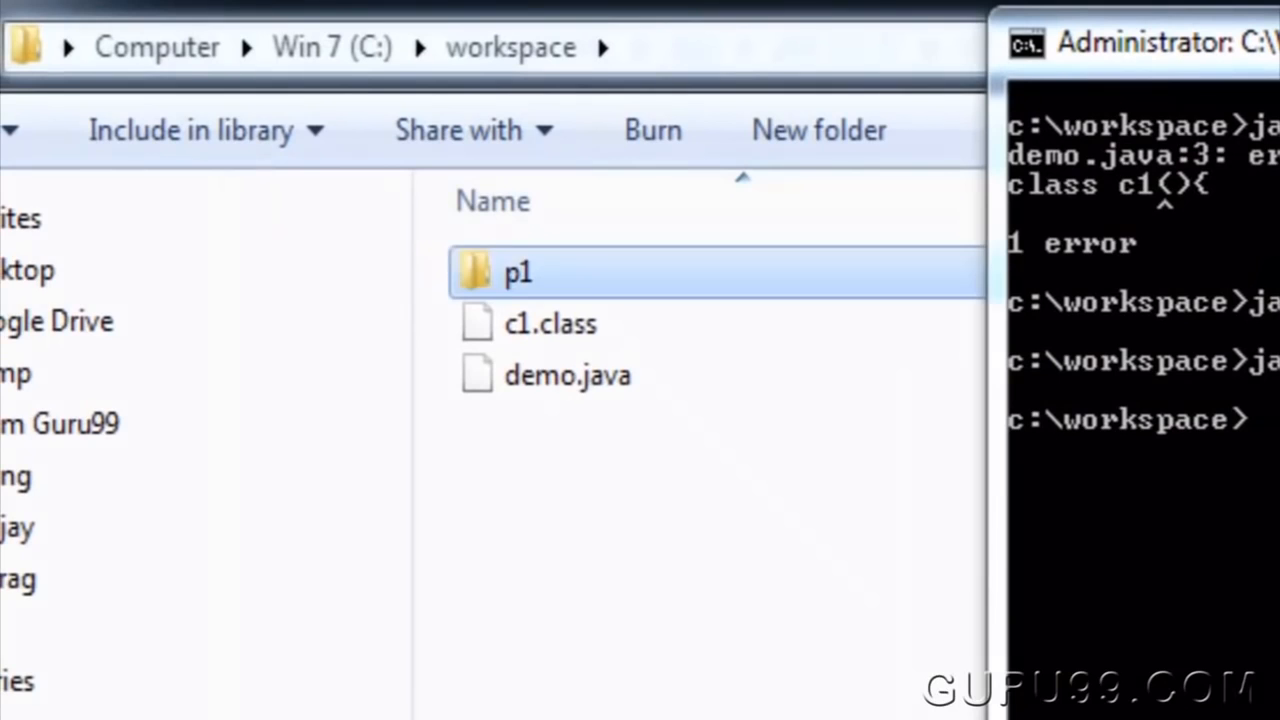 Computer Win 7 (C:) workspace
Include in library Share with Burn New folder
Name
p1
c1.class
demo.java
ites
ktop
ogle Drive
mp
m Guru99
ng
jay
rag
ries
Administrator: C:\
c:\workspace>ja
demo.java:3: er
class c1(){
^
1 error
c:\workspace>ja
c:\workspace>ja
c:\workspace>
GURU99.COM